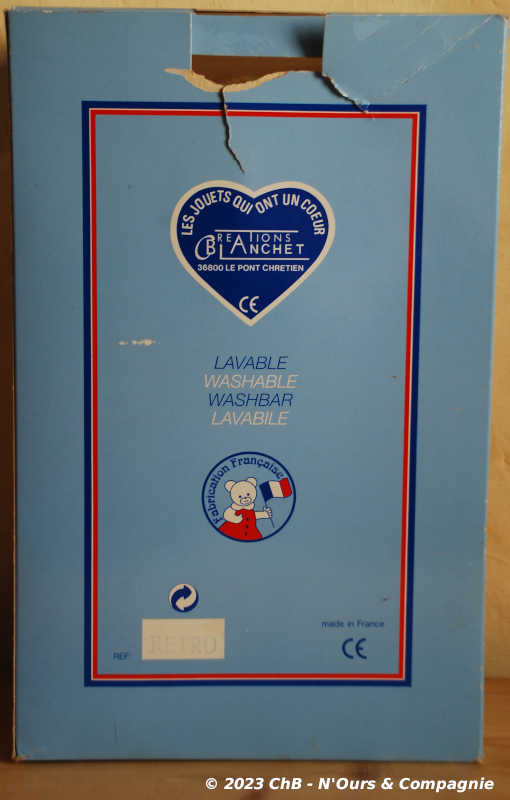 LES JOUETS QUI ONT UN COEUR
CREATIONS
BLANCHET
36800 LE PONT CHRETIEN
CE
LAVABLE
WASHABLE
WASHBAR
LAVABILE
Fabrication Française
REF:
RETRO
made in France
CE
© 2023 ChB - N'Ours & Compagnie